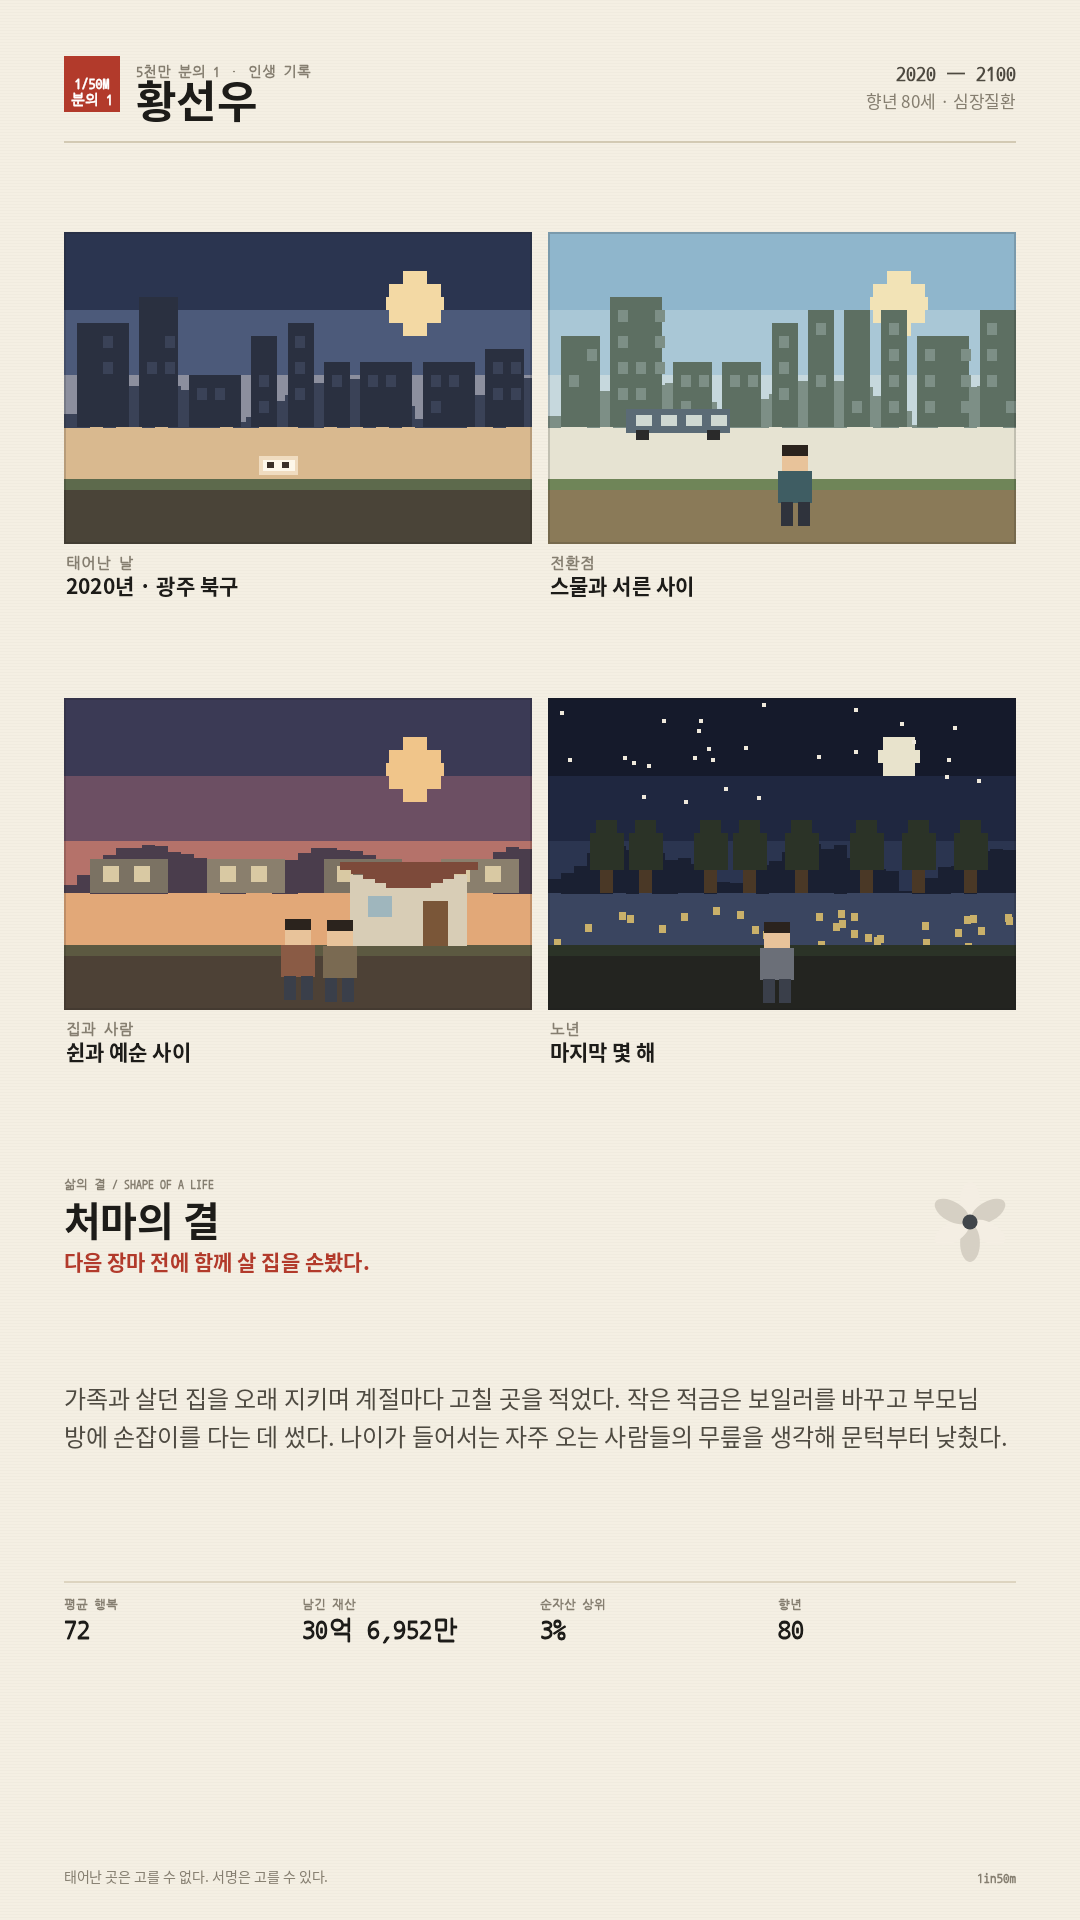 1/50M
분의 1
5천만 분의 1 · 인생 기록
황선우
2020 — 2100
향년 80세 · 심장질환
태어난 날
2020년 · 광주 북구
전환점
스물과 서른 사이
집과 사람
쉰과 예순 사이
노년
마지막 몇 해
삶의 결 / SHAPE OF A LIFE
처마의 결
다음 장마 전에 함께 살 집을 손봤다.
가족과 살던 집을 오래 지키며 계절마다 고칠 곳을 적었다. 작은 적금은 보일러를 바꾸고 부모님
방에 손잡이를 다는 데 썼다. 나이가 들어서는 자주 오는 사람들의 무릎을 생각해 문턱부터 낮췄다.
평균 행복
72
남긴 재산
30억 6,952만
순자산 상위
3%
향년
80
태어난 곳은 고를 수 없다. 서명은 고를 수 있다.
1in50m